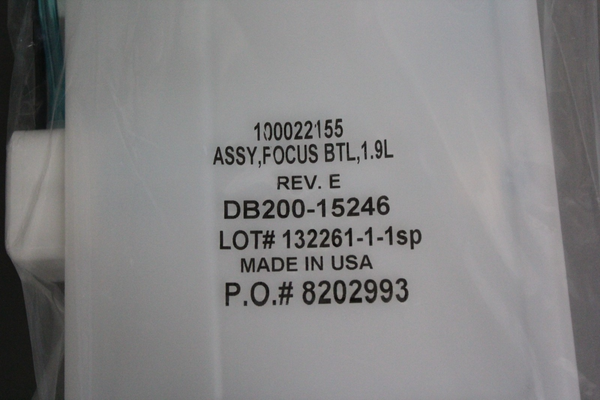 100022155
ASSY,FOCUS BTL,1.9L
REV. E
DB200-15246
LOT# 132261-1-1sp
MADE IN USA
P.O.# 8202993